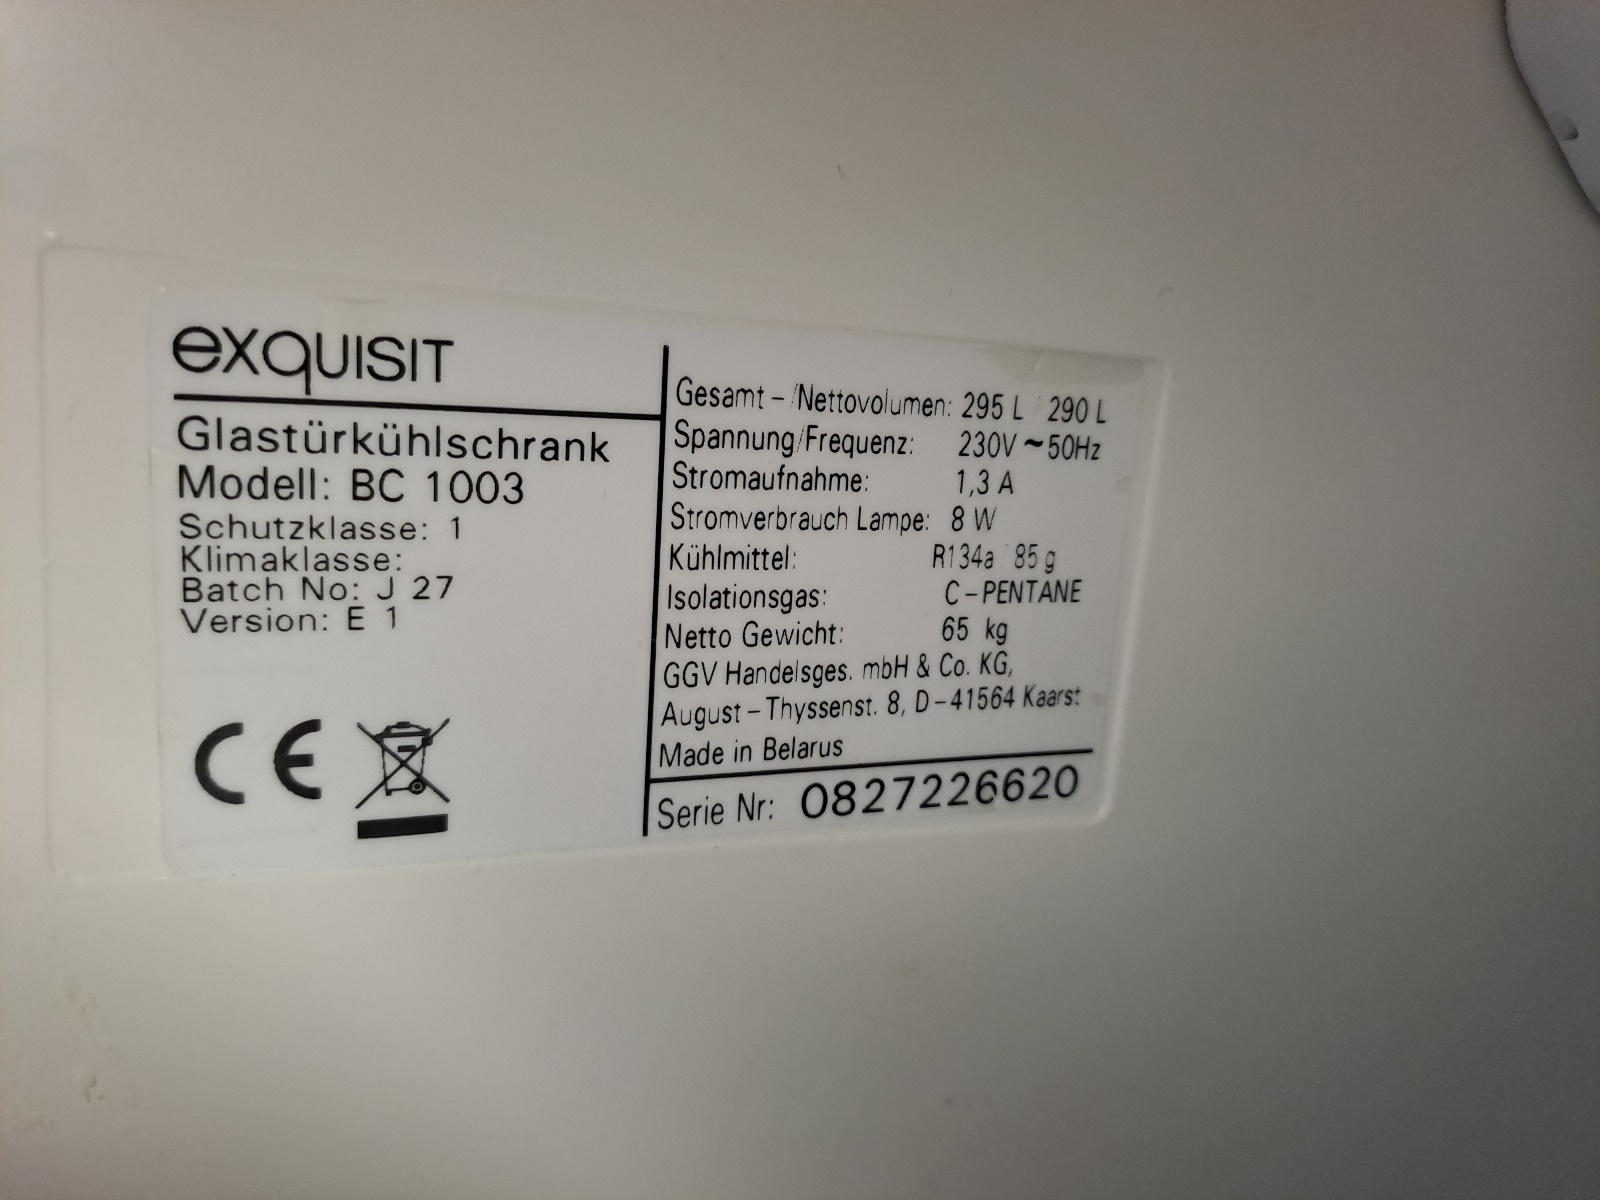 exquisit
Glastürkühlschrank
Modell: BC 1003
Schutzklasse: 1
Klimaklasse:
Batch No: J 27
Version: E 1
CE
Gesamt-/Nettovolumen: 295 L / 290 L
Spannung/Frequenz: 230V ~ 50Hz
Stromaufnahme: 1,3 A
Stromverbrauch Lampe: 8 W
Kühlmittel: R134a 85 g
Isolationsgas: C-PENTANE
Netto Gewicht: 65 kg
GGV Handelsges. mbH & Co. KG,
August-Thyssenst. 8, D-41564 Kaarst
Made in Belarus
Serie Nr: 0827226620